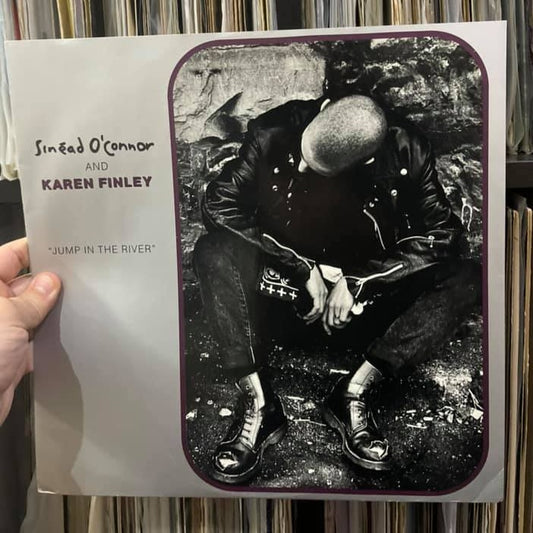 Sinéad O'Connor
AND
KAREN FINLEY
"JUMP IN THE RIVER"